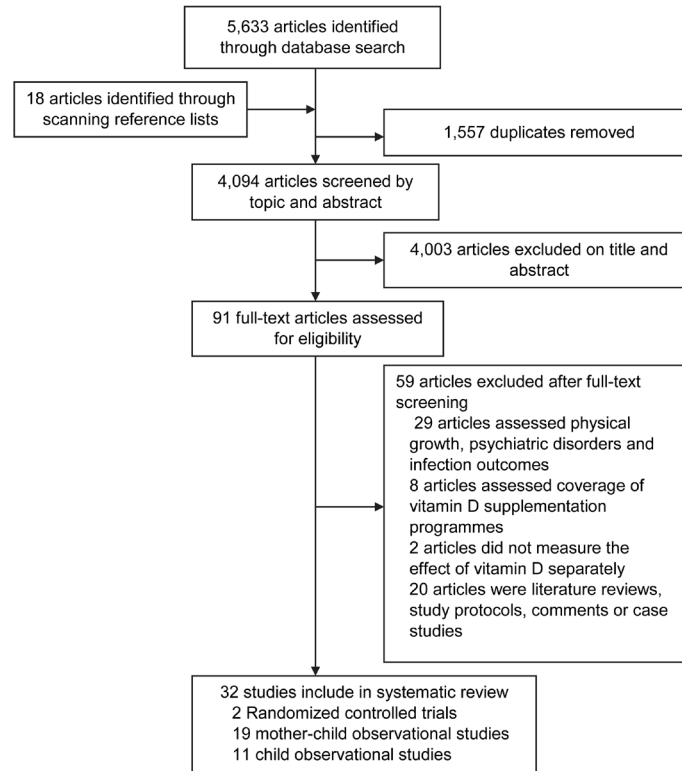 5,633 articles identified
through database search
18 articles identified through
scanning reference lists
1,557 duplicates removed
4,094 articles screened by
topic and abstract
4,003 articles excluded on title and
abstract
91 full-text articles assessed
for eligibility
59 articles excluded after full-text
screening
29 articles assessed physical
growth, psychiatric disorders and
infection outcomes
8 articles assessed coverage of
vitamin D supplementation
programmes
2 articles did not measure the
effect of vitamin D separately
20 articles were literature reviews,
study protocols, comments or case
studies
32 studies include in systematic review
2 Randomized controlled trials
19 mother-child observational studies
11 child observational studies